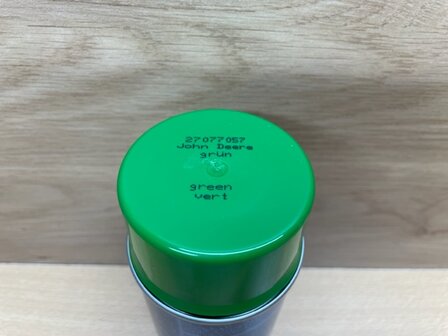 27077057
John Deere
grün
green
vert